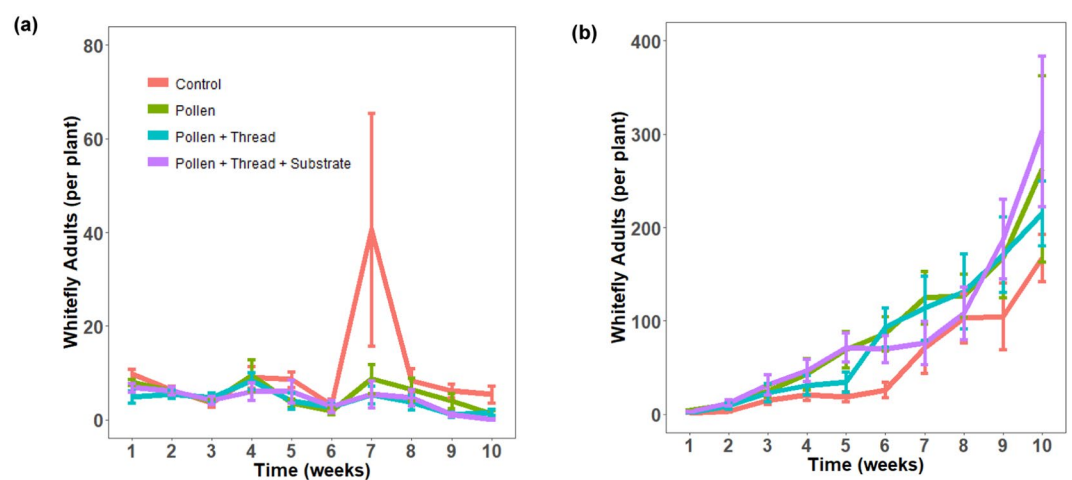 (a)
Whitefly Adults (per plant)
80
60
40
20
0
Control
Pollen
Pollen + Thread
Pollen + Thread + Substrate
1 2 3 4 5 6 7 8 9 10
Time (weeks)
(b)
Whitefly Adults (per plant)
400
300
200
100
0
1 2 3 4 5 6 7 8 9 10
Time (weeks)